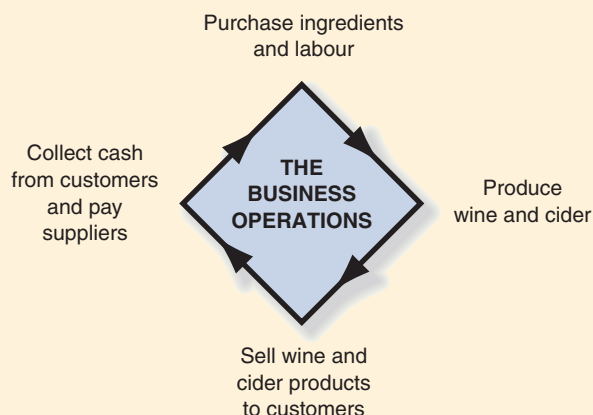 Purchase ingredients
and labour
Collect cash
from customers
and pay
suppliers
THE
BUSINESS
OPERATIONS
Produce
wine and cider
Sell wine and
cider products
to customers